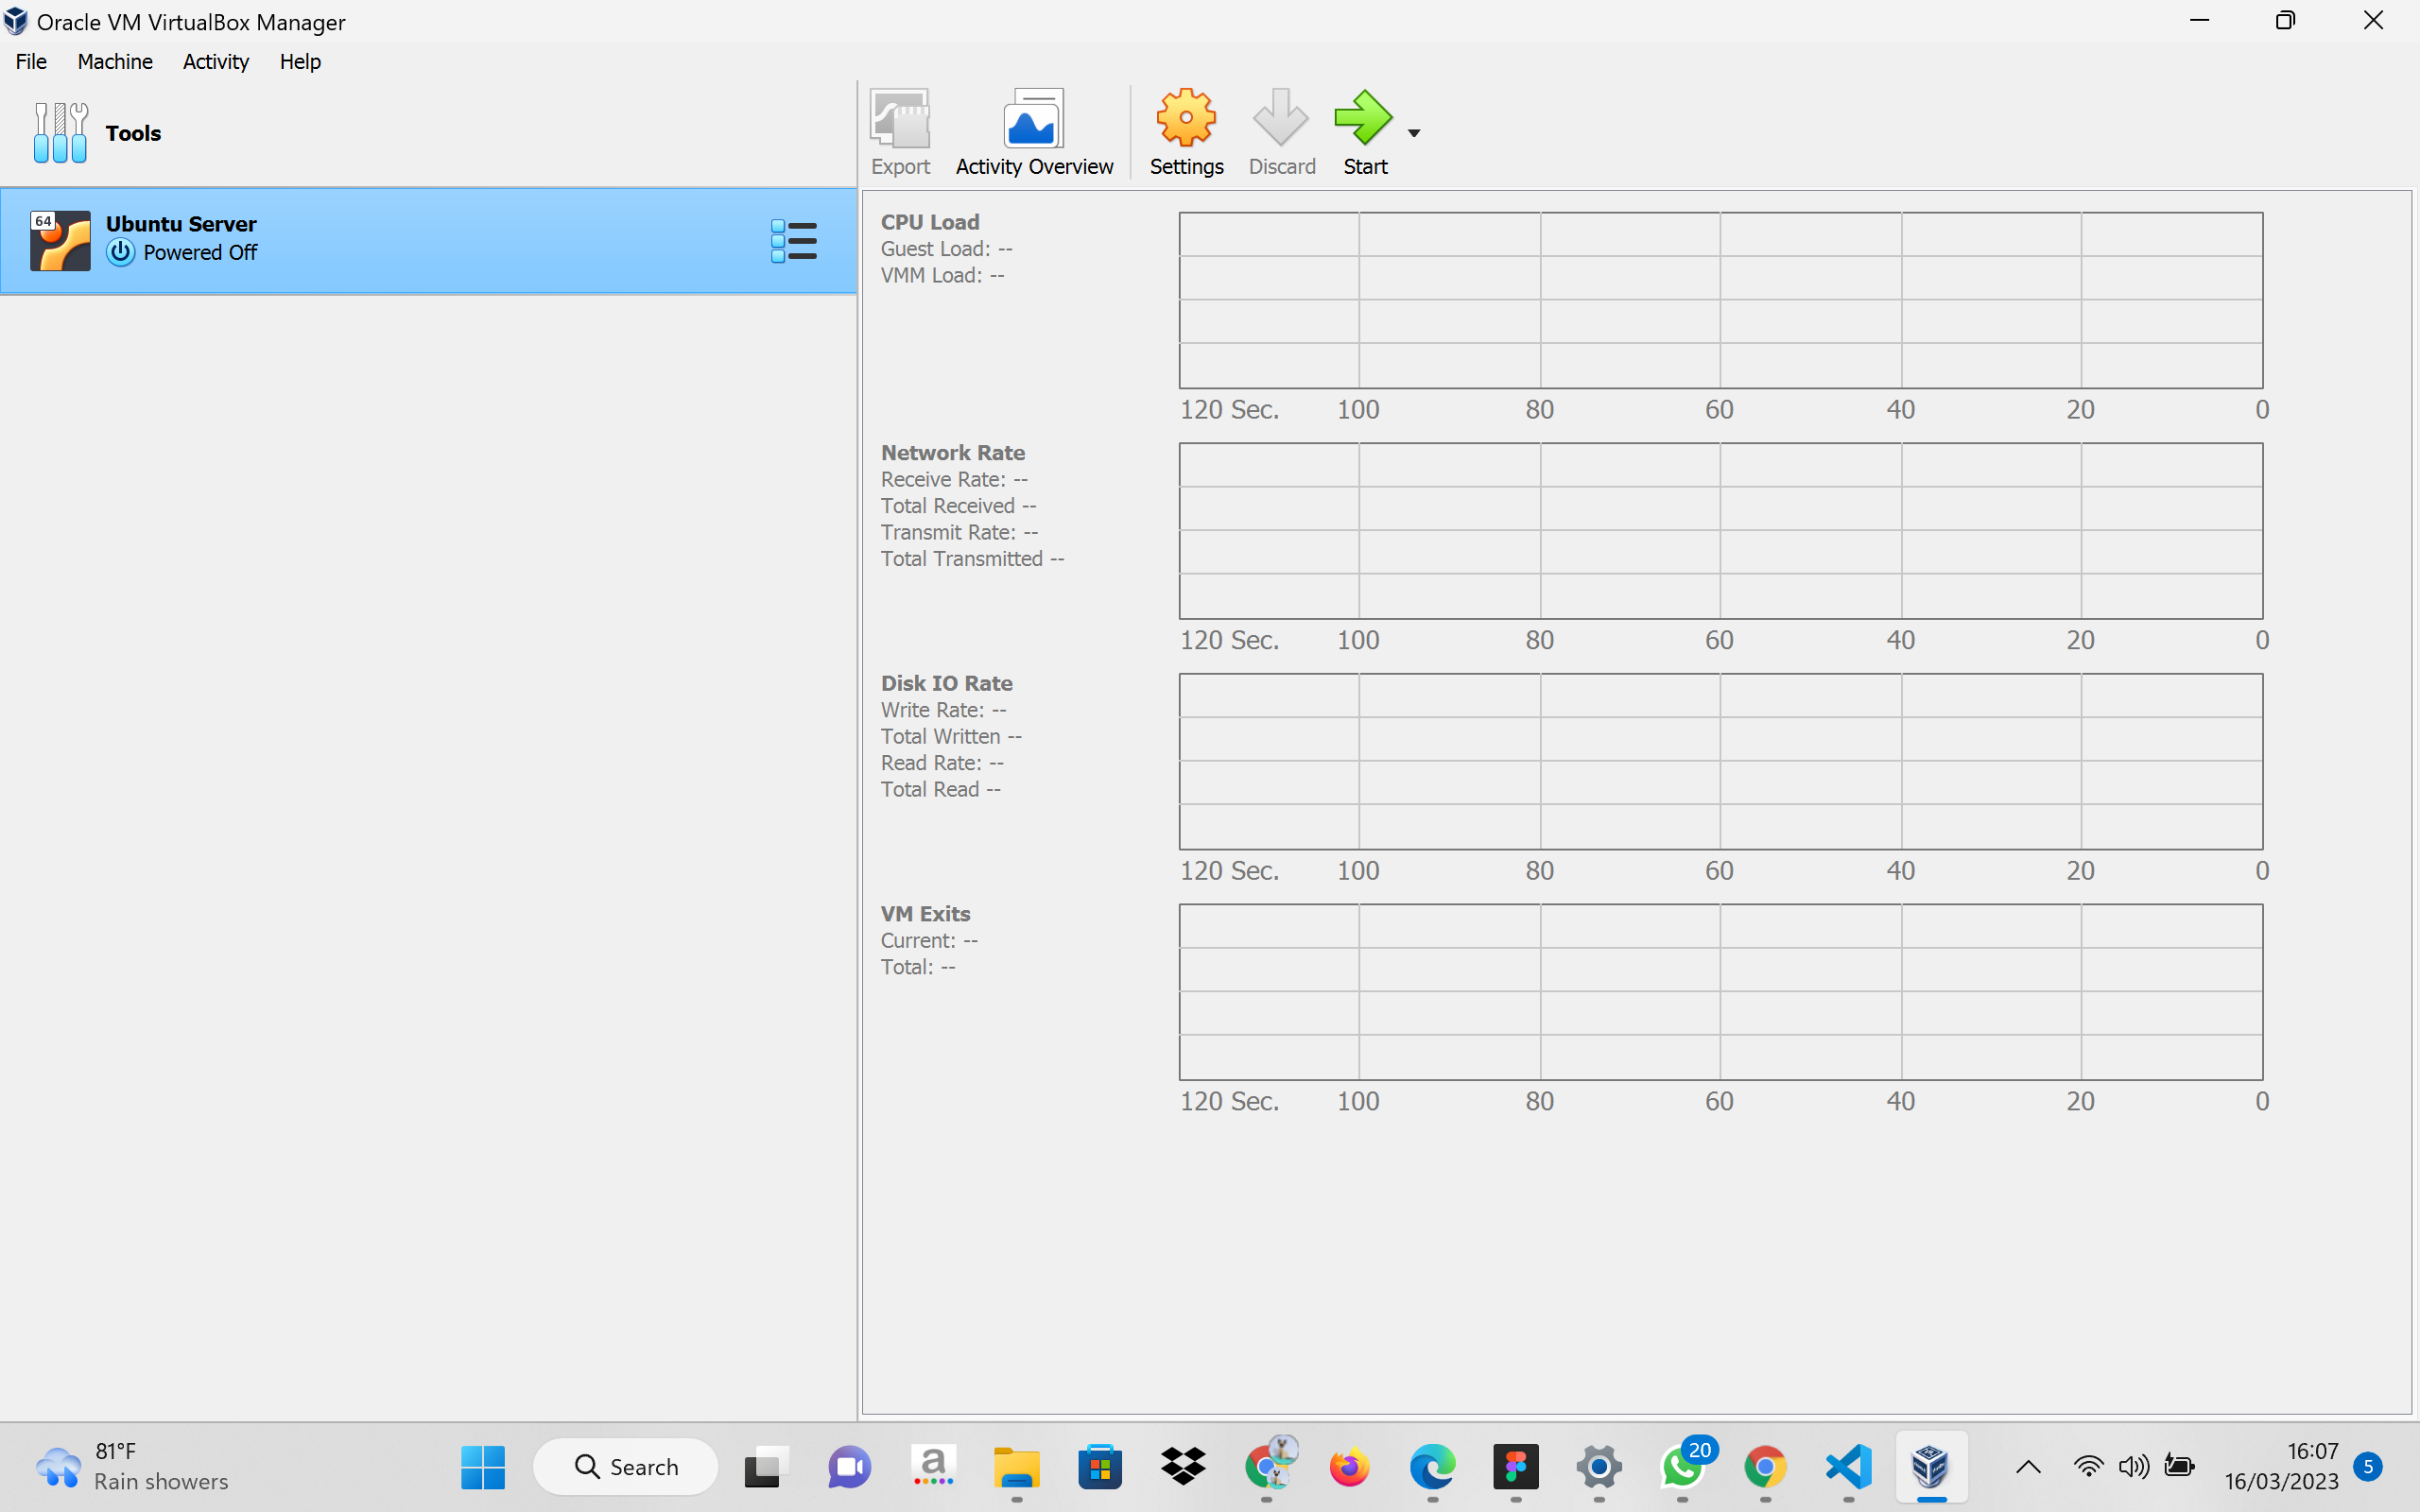 Oracle VM VirtualBox Manager
File Machine Activity Help
Tools
64
Ubuntu Server
Powered Off
Export Activity Overview Settings Discard Start
CPU Load
Guest Load: --
VMM Load: --
120 Sec. 100 80 60 40 20 0
Network Rate
Receive Rate: --
Total Received --
Transmit Rate: --
Total Transmitted --
120 Sec. 100 80 60 40 20 0
Disk IO Rate
Write Rate: --
Total Written --
Read Rate: --
Total Read --
120 Sec. 100 80 60 40 20 0
VM Exits
Current: --
Total: --
120 Sec. 100 80 60 40 20 0
81°F
Rain showers
Search
a
20
16:07
16/03/2023
5